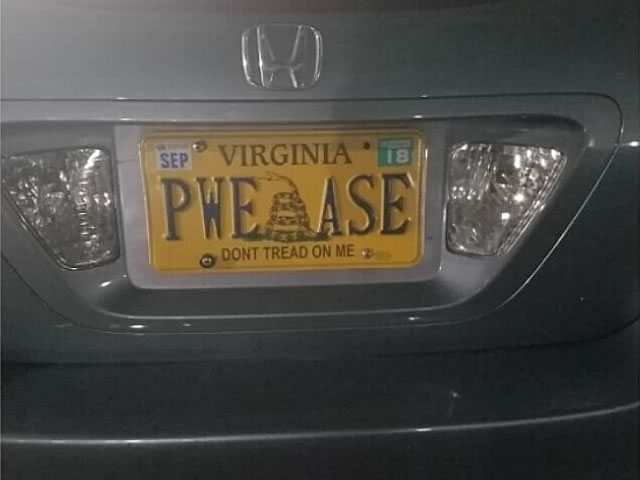 SEP VIRGINIA 18
PWE ASE
DONT TREAD ON ME